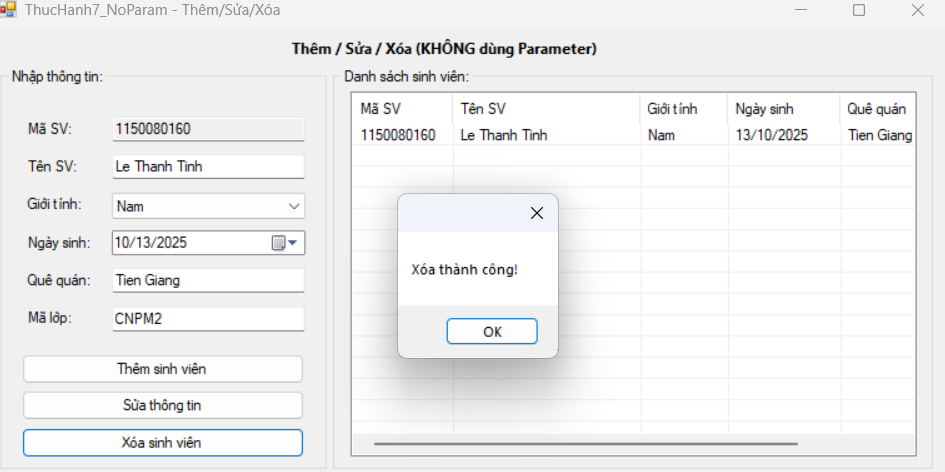 ThucHanh7_NoParam - Thêm/Sửa/Xóa
Thêm / Sửa / Xóa (KHÔNG dùng Parameter)
Nhập thông tin:
Mã SV: 1150080160
Tên SV: Le Thanh Tinh
Giới tính: Nam
Ngày sinh: 10/13/2025
Quê quán: Tien Giang
Mã lớp: CNPM2
Thêm sinh viên
Sửa thông tin
Xóa sinh viên
Danh sách sinh viên:
Mã SV Tên SV Giới tính Ngày sinh Quê quán
1150080160 Le Thanh Tinh Nam 13/10/2025 Tien Giang
Xóa thành công!
OK